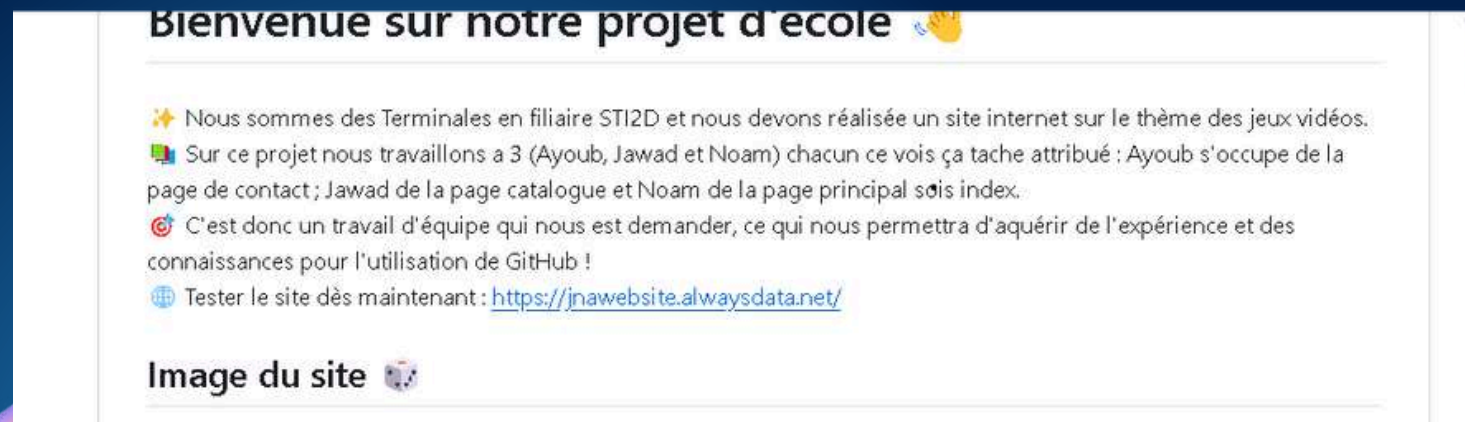 Bienvenue sur notre projet d'école 👋
✨ Nous sommes des Terminales en filiaire STI2D et nous devons réalisée un site internet sur le thème des jeux vidéos.
📚 Sur ce projet nous travaillons a 3 (Ayoub, Jawad et Noam) chacun ce vois ça tache attribué : Ayoub s'occupe de la
page de contact ; Jawad de la page catalogue et Noam de la page principal sois index.
🎯 C'est donc un travail d'équipe qui nous est demander, ce qui nous permettra d'aquérir de l'expérience et des
connaissances pour l'utilisation de GitHub !
🌐 Tester le site dès maintenant : https://jnawebsite.alwaysdata.net/
Image du site 🎲